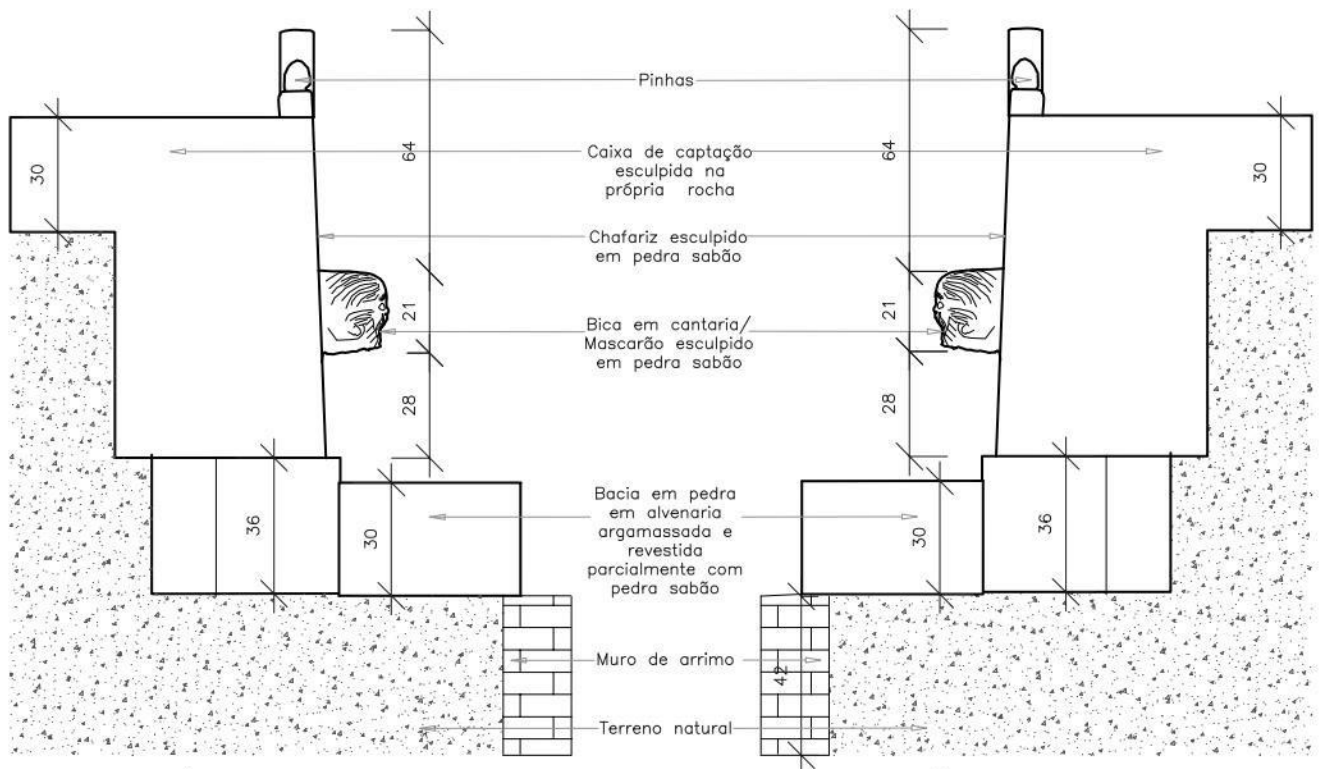 Pinhas
64
64
30
30
Caixa de captação
esculpida na
própria rocha
Chafariz esculpido
em pedra sabão
21
21
Bica em cantaria/
Mascarão esculpido
em pedra sabão
28
28
Bacia em pedra
em alvenaria
argamassada e
revestida
parcialmente com
pedra sabão
36
30
30
36
Muro de arrimo
42
Terreno natural